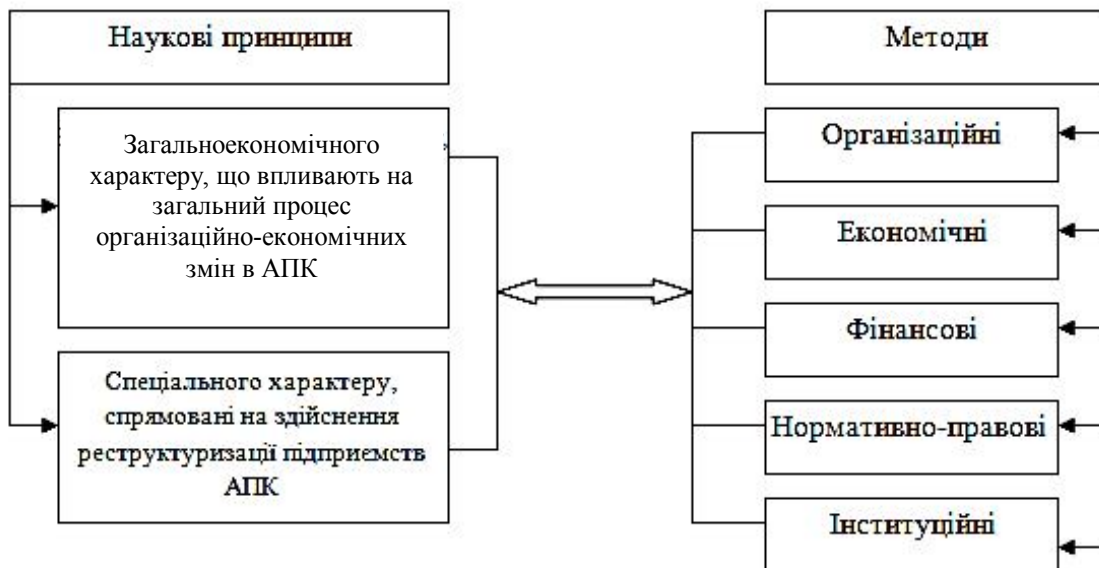 Наукові принципи
Загальноекономічного
характеру, що впливають на
загальний процес
організаційно-економічних
змін в АПК
Спеціального характеру,
спрямовані на здійснення
реструктуризації підприємств
АПК
Методи
Організаційні
Економічні
Фінансові
Нормативно-правові
Інституційні